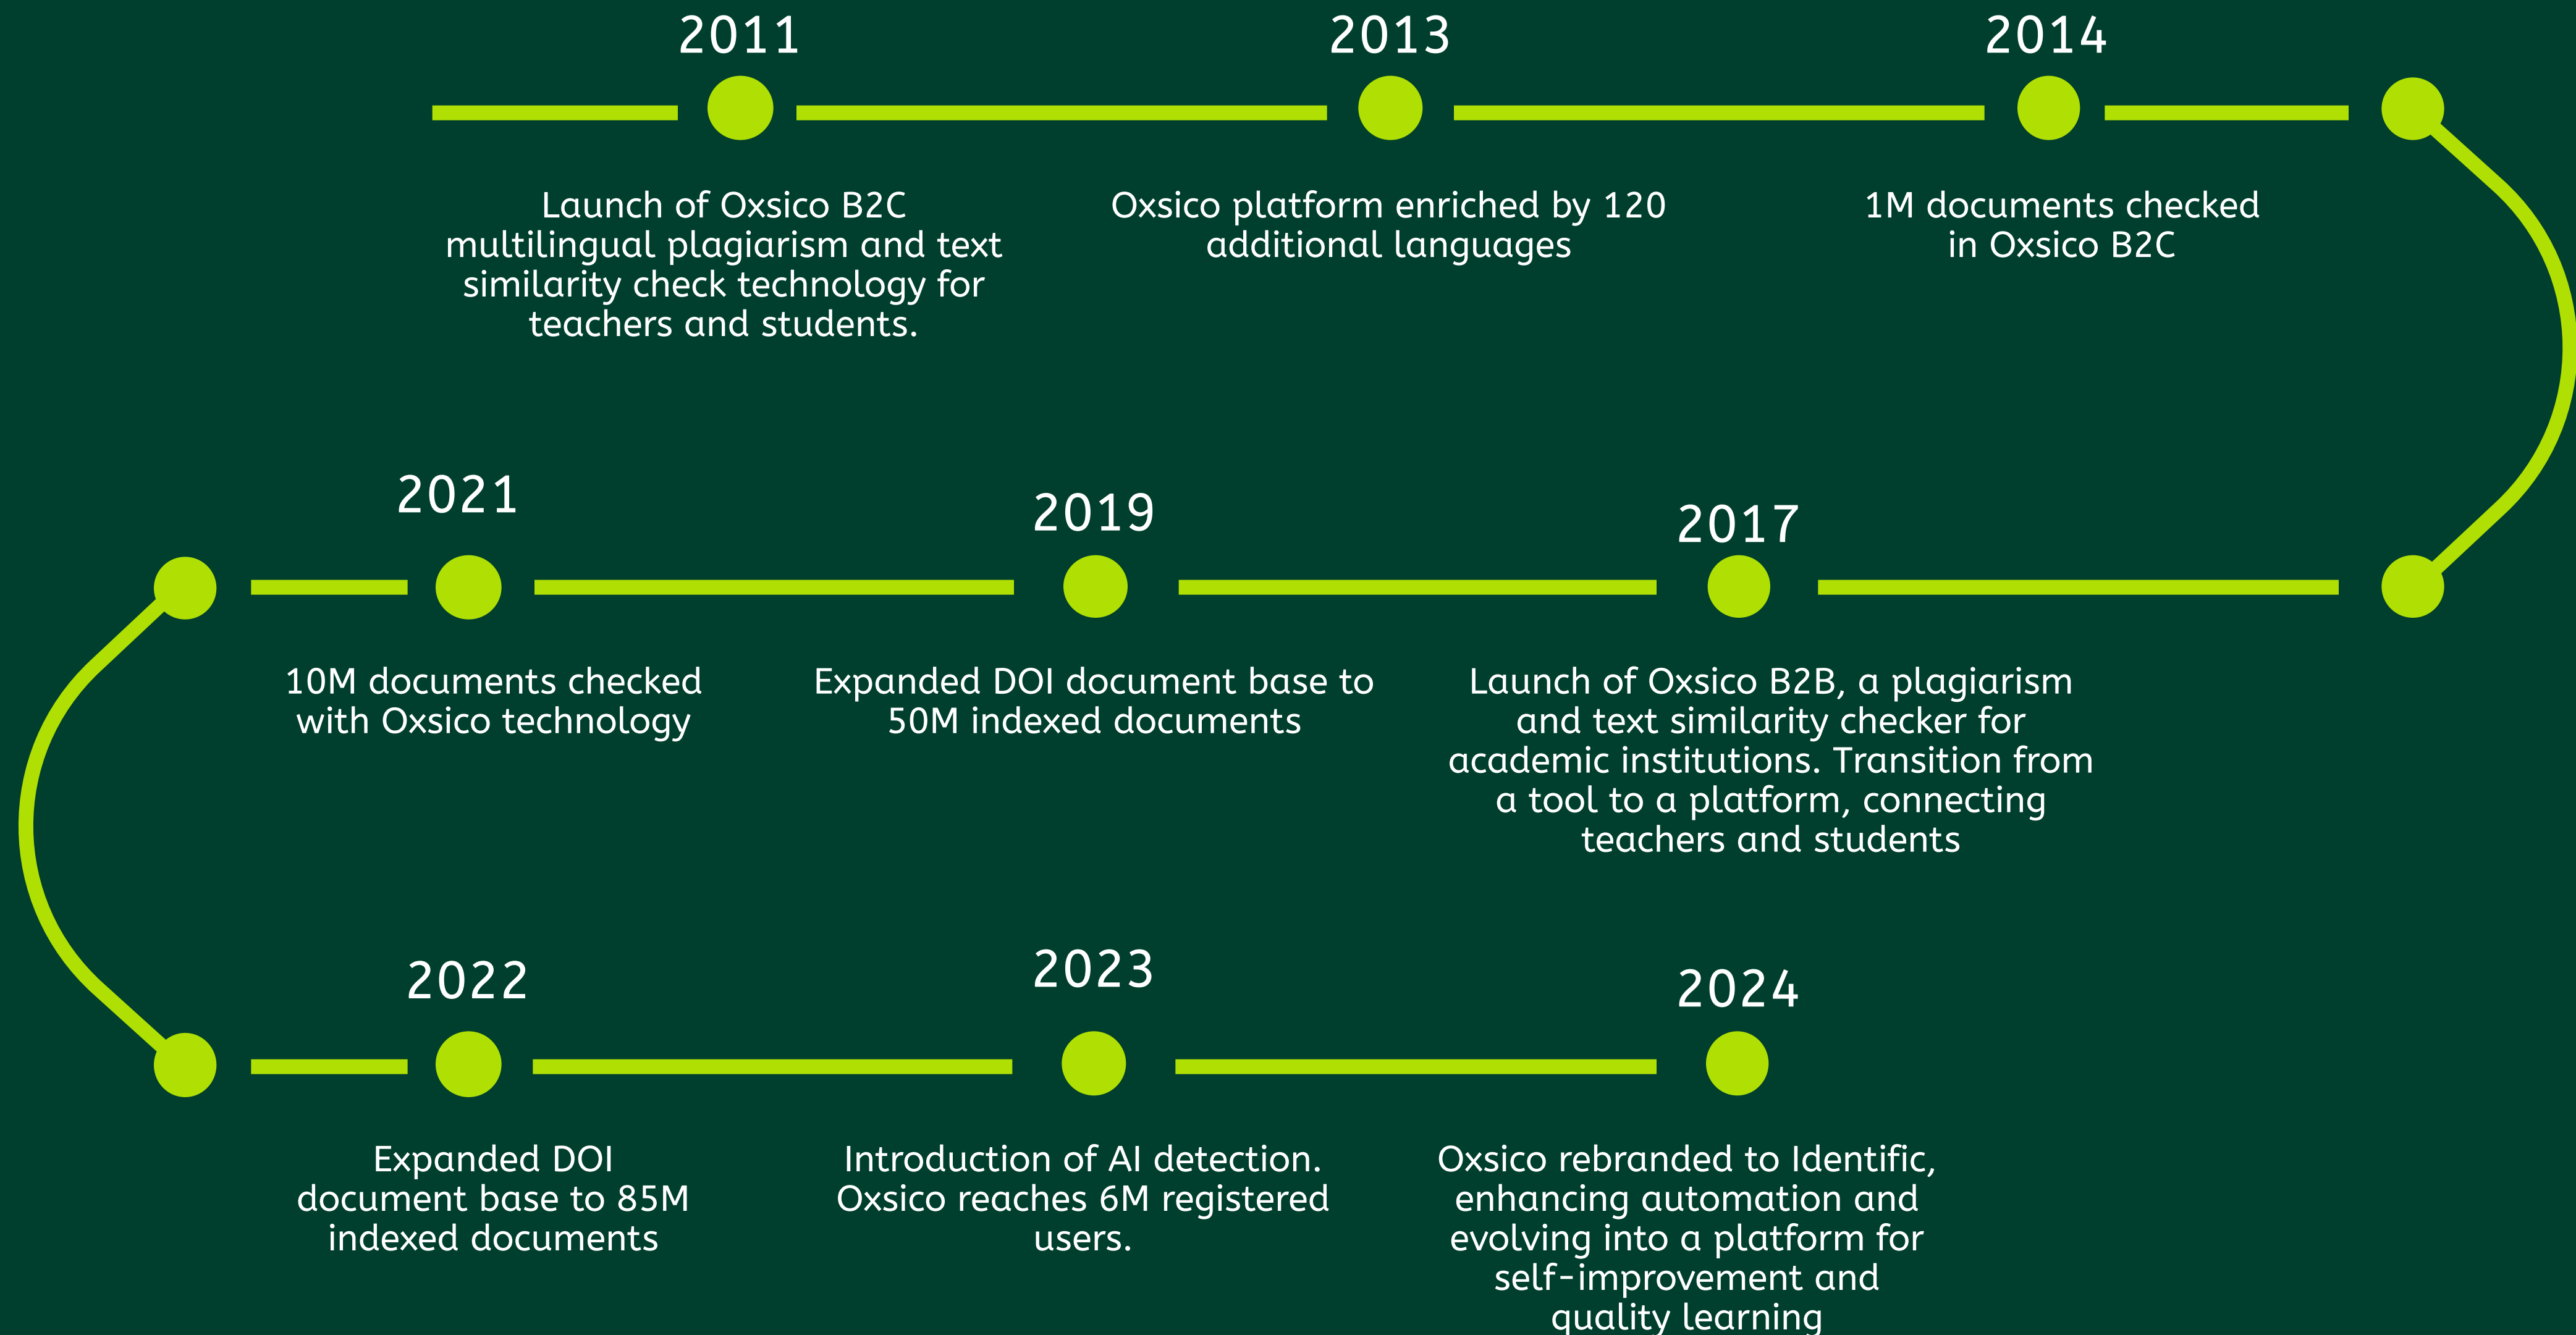 2011
Launch of Oxsico B2C
multilingual plagiarism and text
similarity check technology for
teachers and students.
2013
Oxsico platform enriched by 120
additional languages
2014
1M documents checked
in Oxsico B2C
2017
Launch of Oxsico B2B, a plagiarism
and text similarity checker for
academic institutions. Transition from
a tool to a platform, connecting
teachers and students
2019
Expanded DOI document base to
50M indexed documents
2021
10M documents checked
with Oxsico technology
2022
Expanded DOI
document base to 85M
indexed documents
2023
Introduction of AI detection.
Oxsico reaches 6M registered
users.
2024
Oxsico rebranded to Identific,
enhancing automation and
evolving into a platform for
self-improvement and
quality learning